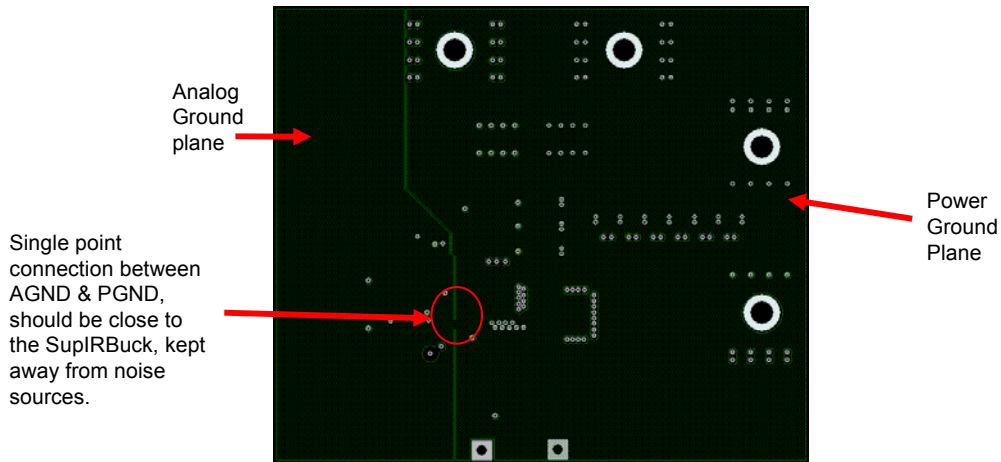 Analog
Ground
plane
Single point
connection between
AGND & PGND,
should be close to
the SupIRBuck, kept
away from noise
sources.
Power
Ground
Plane